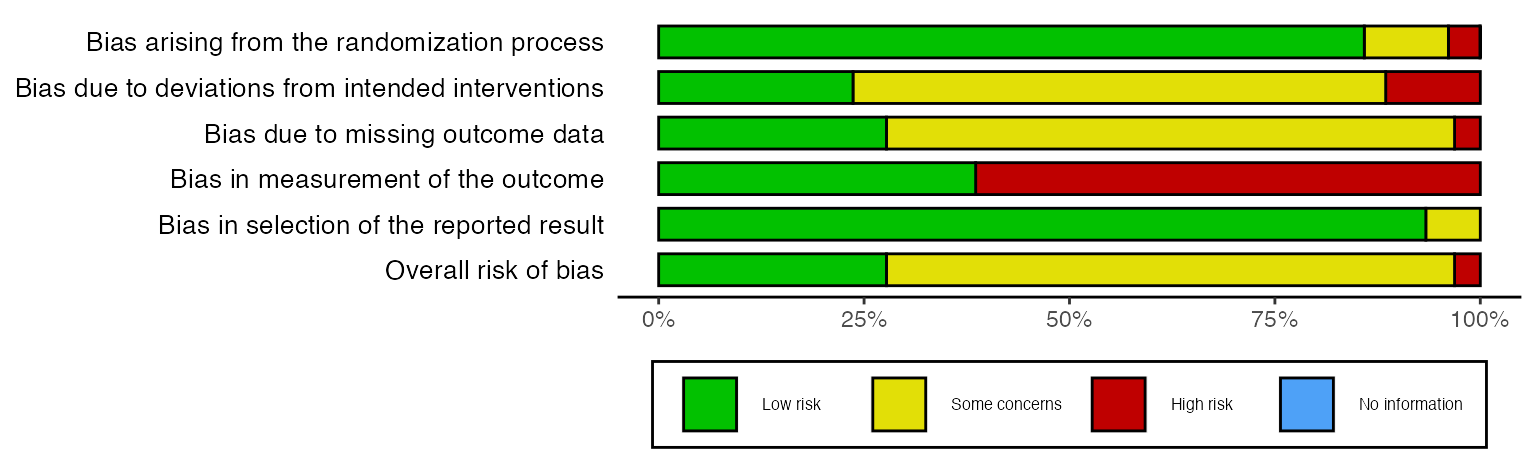 Bias arising from the randomization process
Bias due to deviations from intended interventions
Bias due to missing outcome data
Bias in measurement of the outcome
Bias in selection of the reported result
Overall risk of bias
0% 25% 50% 75% 100%
Low risk Some concerns High risk No information